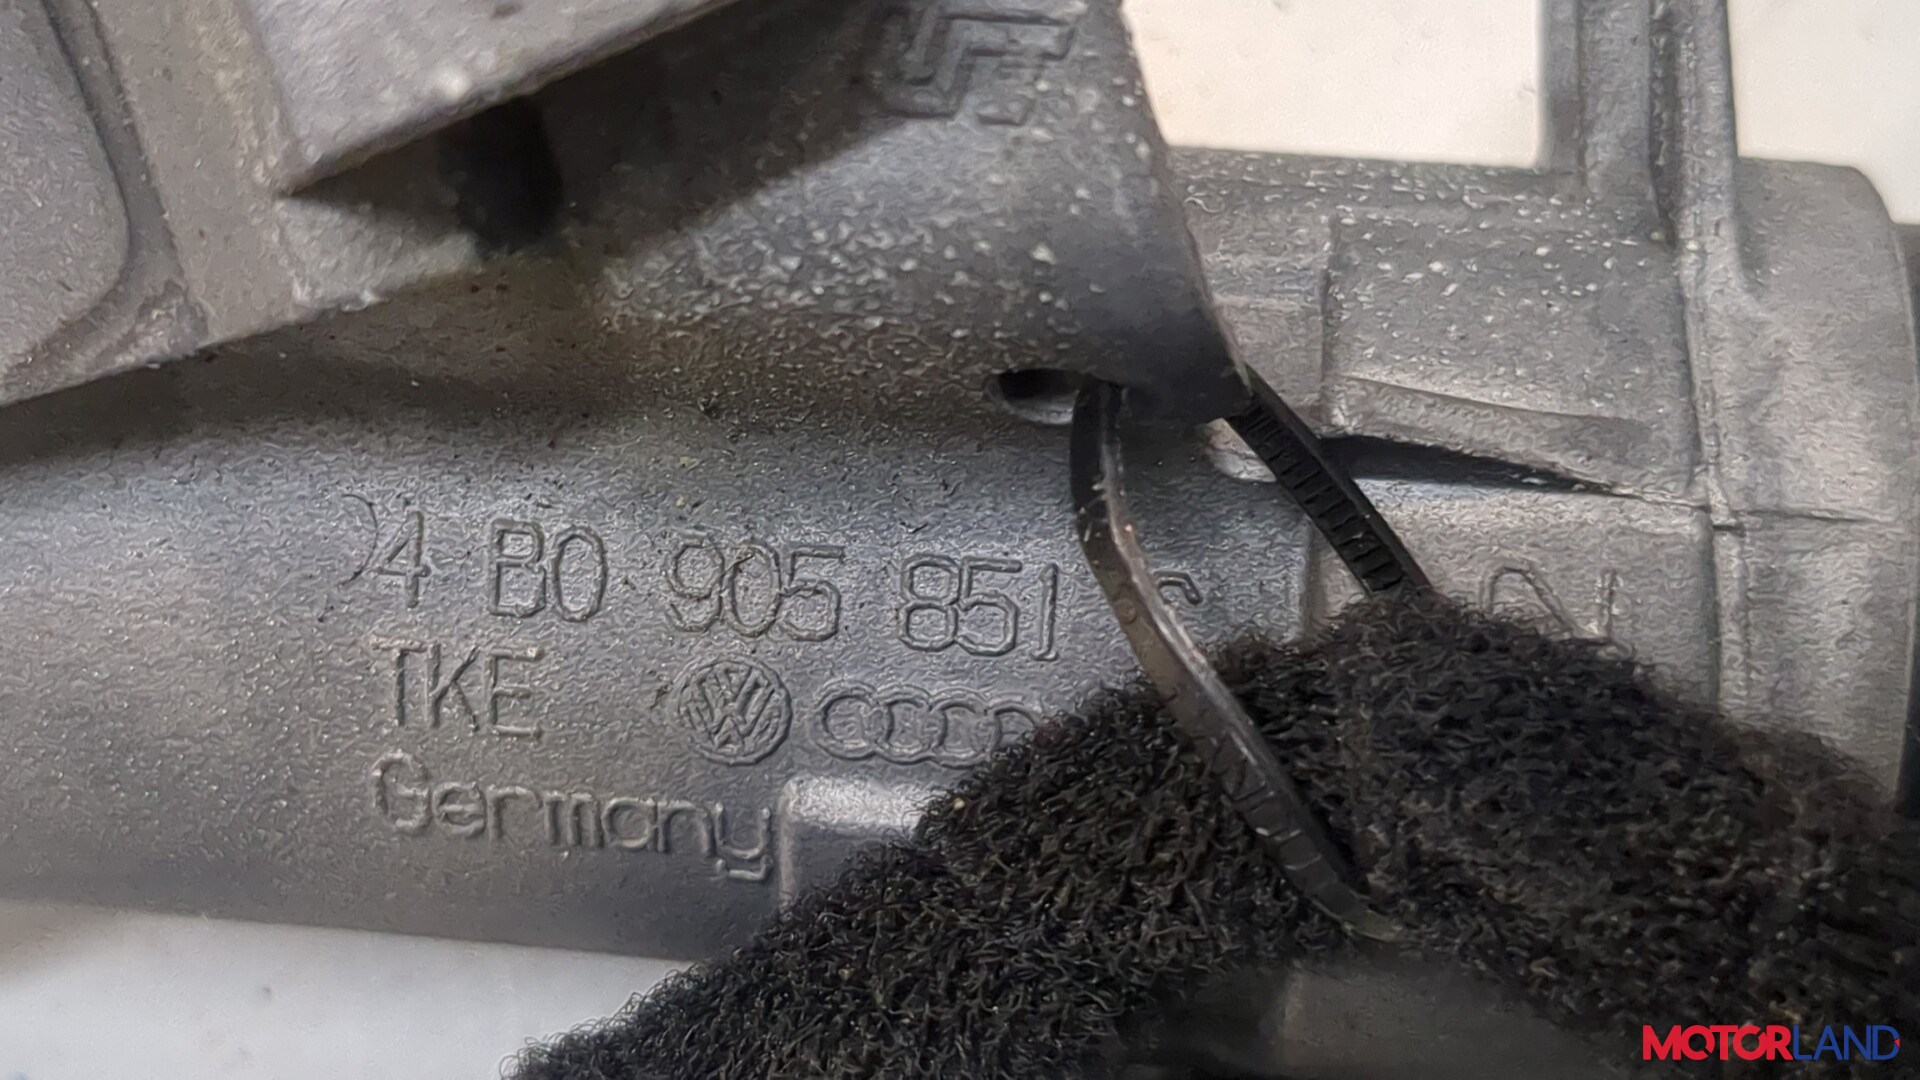 4 B0 905 851
TKE
Germany
MOTORLAND